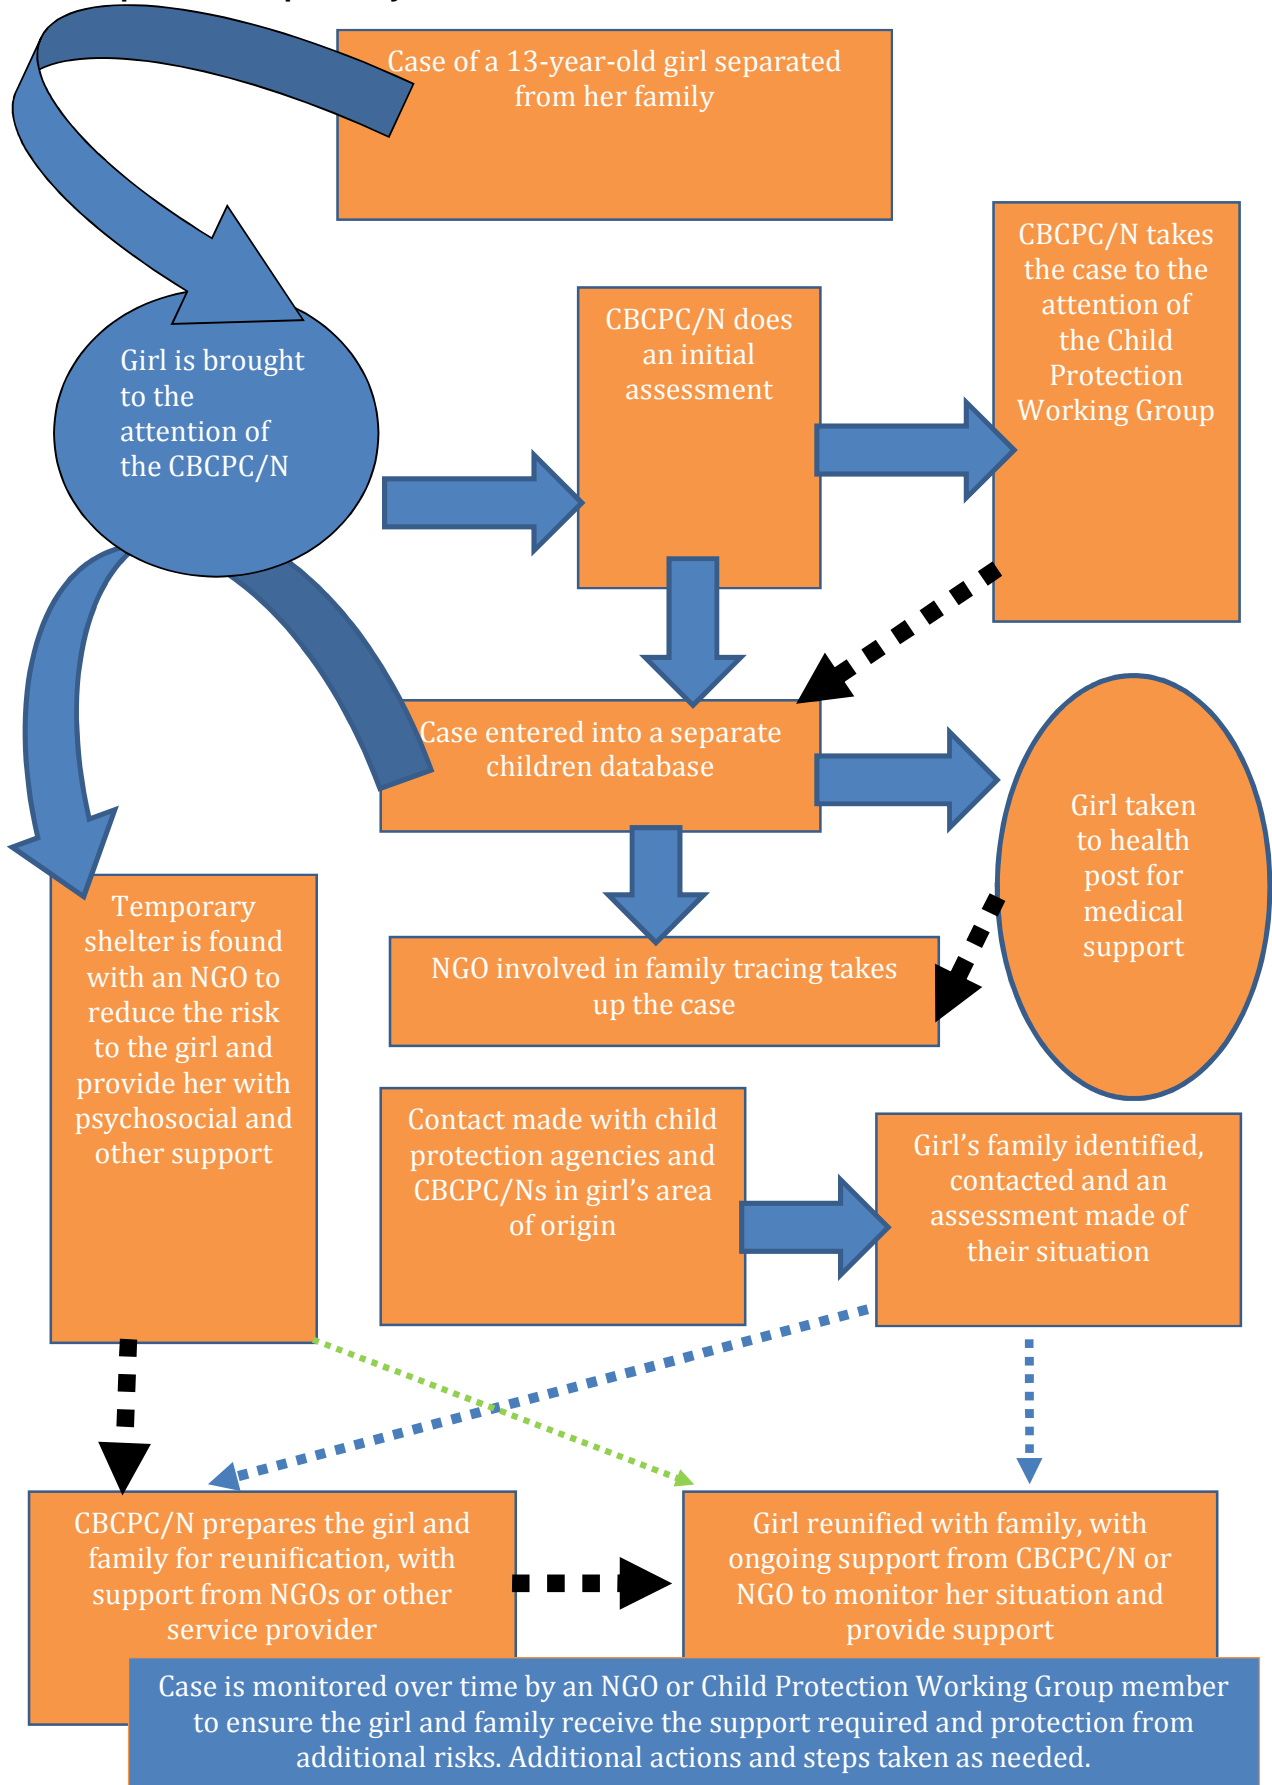 Case of a 13-year-old girl separated
from her family
CBCPC/N takes
the case to the
attention of
the Child
Protection
Working Group
CBCPC/N does
an initial
assessment
Girl is brought
to the
attention of
the CBCPC/N
Case entered into a separate
children database
Girl taken
to health
post for
medical
support
Temporary
shelter is found
with an NGO to
reduce the risk
to the girl and
provide her with
psychosocial and
other support
NGO involved in family tracing takes
up the case
Contact made with child
protection agencies and
CBCPC/Ns in girl's area
of origin
Girl's family identified,
contacted and an
assessment made of
their situation
CBCPC/N prepares the girl and
family for reunification, with
support from NGOs or other
service provider
Girl reunified with family, with
ongoing support from CBCPC/N or
NGO to monitor her situation and
provide support
Case is monitored over time by an NGO or Child Protection Working Group member
to ensure the girl and family receive the support required and protection from
additional risks. Additional actions and steps taken as needed.